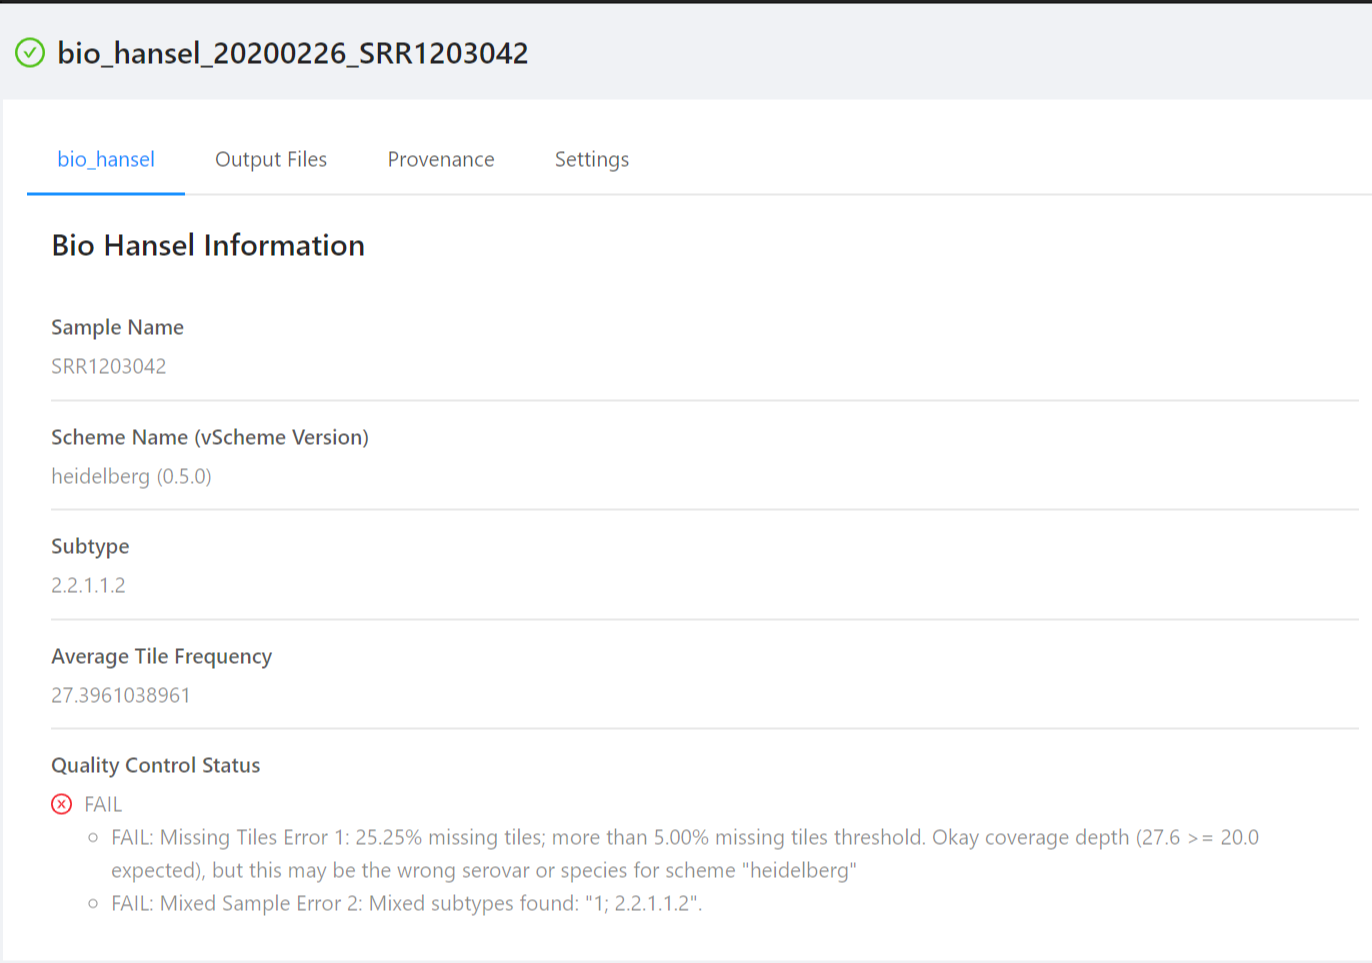 bio_hansel_20200226_SRR1203042
bio_hansel
Output Files
Provenance
Settings
Bio Hansel Information
Sample Name
SRR1203042
Scheme Name (vScheme Version)
heidelberg (0.5.0)
Subtype
2.2.1.1.2
Average Tile Frequency
27.3961038961
Quality Control Status
FAIL
FAIL: Missing Tiles Error 1: 25.25% missing tiles; more than 5.00% missing tiles threshold. Okay coverage depth (27.6 >= 20.0
expected), but this may be the wrong serovar or species for scheme "heidelberg"
FAIL: Mixed Sample Error 2: Mixed subtypes found: "1; 2.2.1.1.2".